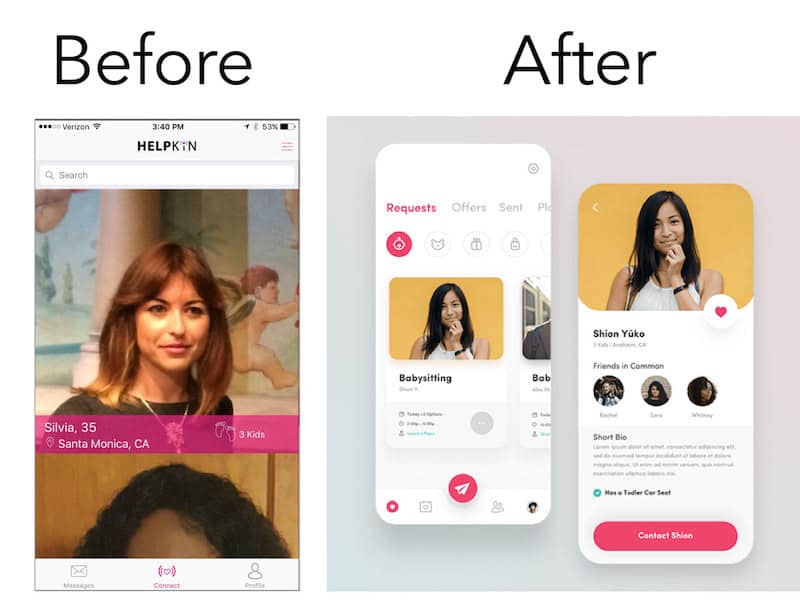 Before
After
Verizon 3:40 PM 53%
HELPKIN
Search
Silvia, 35
Santa Monica, CA
3 Kids
Messages
Connect
Profile
Requests Offers Sent
Babysitting
Shion Y.
Today +2 Options
2:00p - 6:00p
Bab
Shion Yūko
3 Kids | Anaheim, CA
Friends in Common
Rachel Sara Whitney
Short Bio
Lorem ipsum dolor sit amet, consectetur adipiscing elit,
sed do eiusmod tempor incididunt ut labore et dolore
magna aliqua. Ut enim ad minim veniam, quis nostrud
exercitation ullamco laboris nisi.
Has a Todler Car Seat
Contact Shion